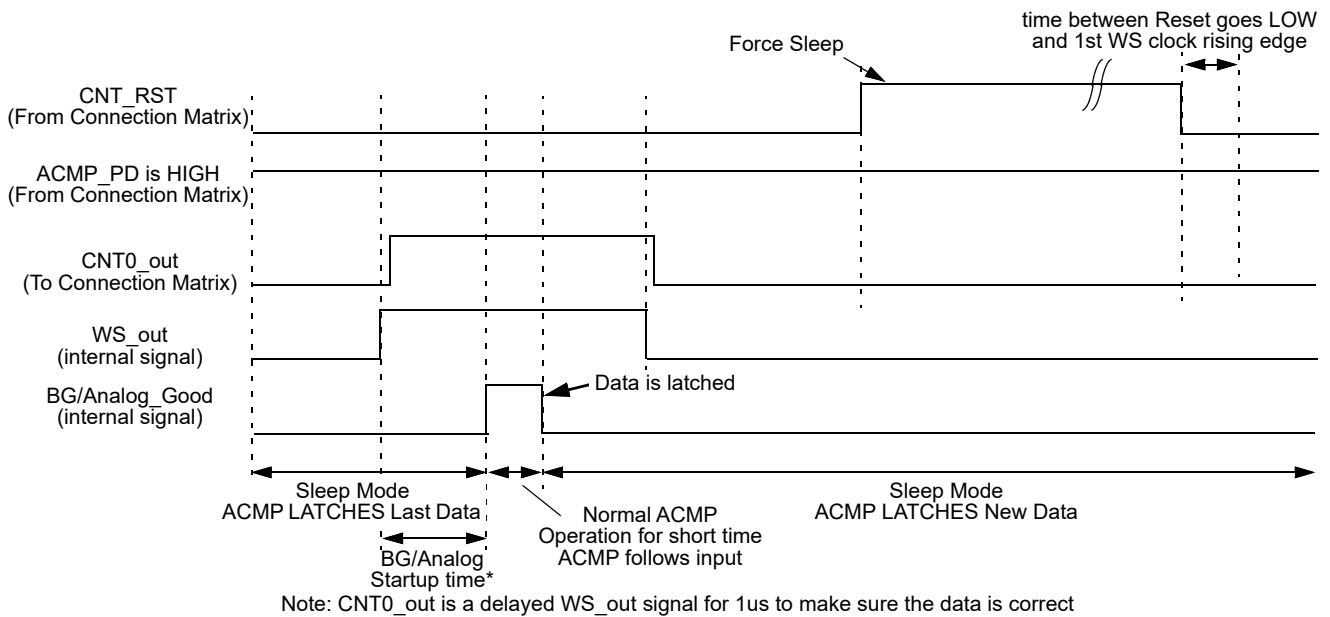 time between Reset goes LOW
and 1st WS clock rising edge
Force Sleep
CNT_RST
(From Connection Matrix)
ACMP_PD is HIGH
(From Connection Matrix)
CNT0_out
(To Connection Matrix)
WS_out
(internal signal)
Data is latched
BG/Analog_Good
(internal signal)
Sleep Mode
ACMP LATCHES Last Data
Normal ACMP
Operation for short time
ACMP follows input
Sleep Mode
ACMP LATCHES New Data
BG/Analog
Startup time*
Note: CNT0_out is a delayed WS_out signal for 1us to make sure the data is correct